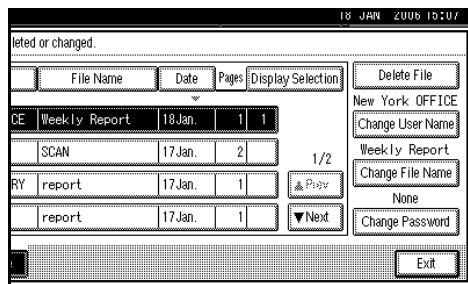 18 JAN 2006 15:07
leted or changed.
File Name Date Pages Display Selection
Delete File
New York OFFICE
CE Weekly Report 18Jan. 1 1
Change User Name
SCAN 17Jan. 2
1/2
Weekly Report
Change File Name
RY report 17Jan. 1
▲Prev.
None
report 17Jan. 1
▼Next
Change Password
Exit